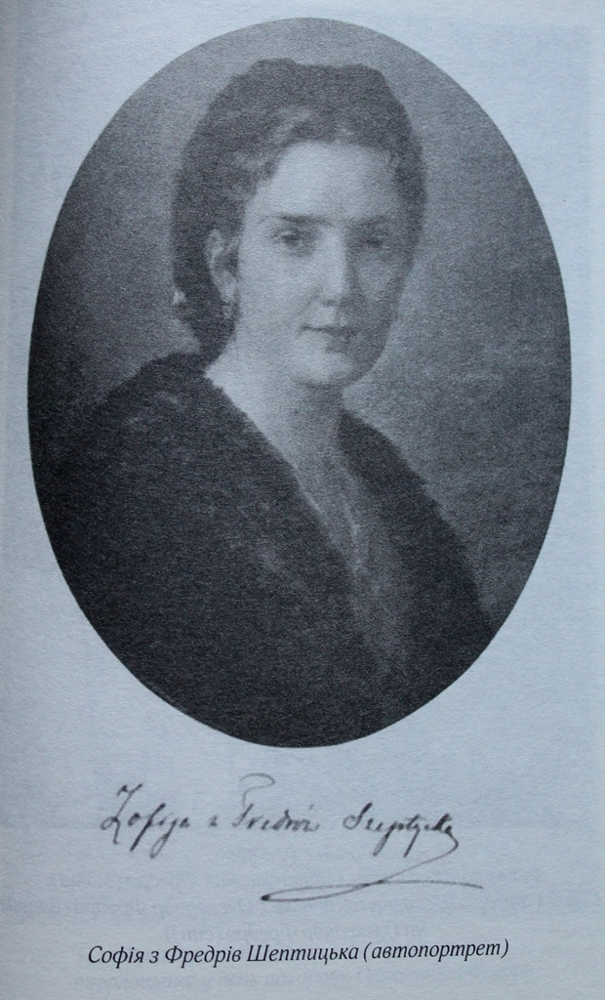 Zofija z Fredrów Szeptycka
Софія з Фредрів Шептицька (автопортрет)